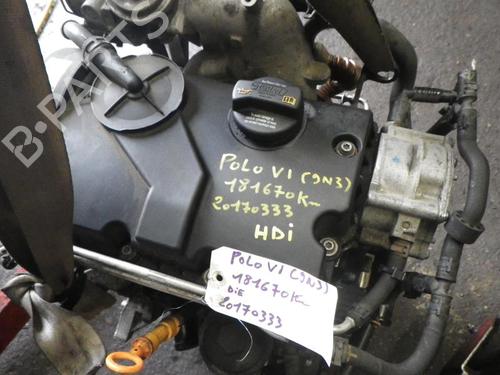 B-PARTS
POLO VI (9N3)
181670K
20170333
HDi
POLO VI (9N3)
181670K
DiE
20170333